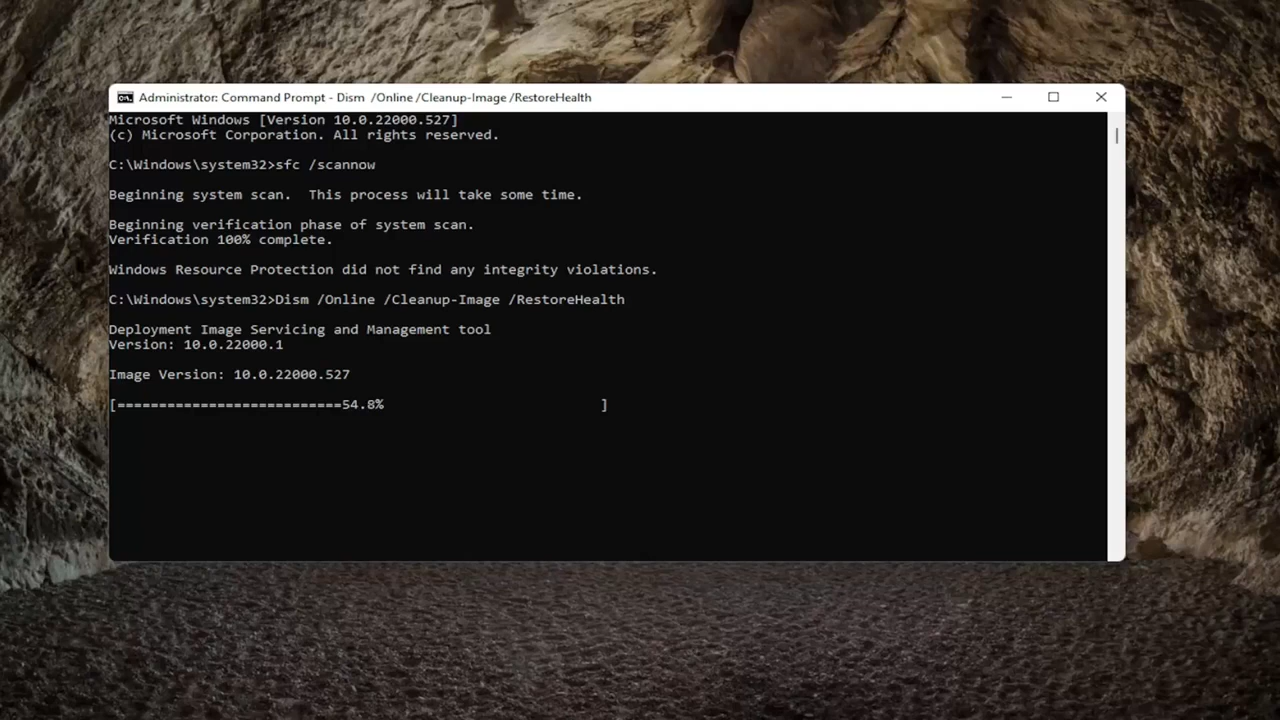 Administrator: Command Prompt - Dism  /Online /Cleanup-Image /RestoreHealth
Microsoft Windows [Version 10.0.22000.527]
(c) Microsoft Corporation. All rights reserved.
C:\Windows\system32>sfc /scannow
Beginning system scan.  This process will take some time.
Beginning verification phase of system scan.
Verification 100% complete.
Windows Resource Protection did not find any integrity violations.
C:\Windows\system32>Dism /Online /Cleanup-Image /RestoreHealth
Deployment Image Servicing and Management tool
Version: 10.0.22000.1
Image Version: 10.0.22000.527
[===========================54.8%                          ]